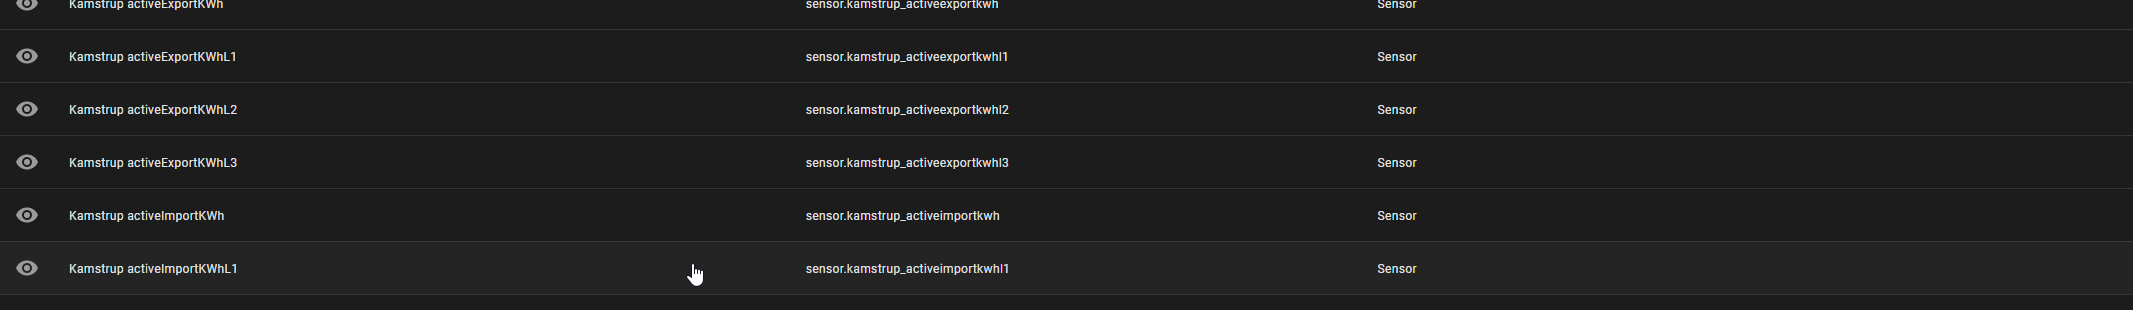 Kamstrup activeExportKWh sensor.kamstrup_activeexportkwh Sensor
Kamstrup activeExportKWhL1 sensor.kamstrup_activeexportkwhl1 Sensor
Kamstrup activeExportKWhL2 sensor.kamstrup_activeexportkwhl2 Sensor
Kamstrup activeExportKWhL3 sensor.kamstrup_activeexportkwhl3 Sensor
Kamstrup activeImportKWh sensor.kamstrup_activeimportkwh Sensor
Kamstrup activeImportKWhL1 sensor.kamstrup_activeimportkwhl1 Sensor